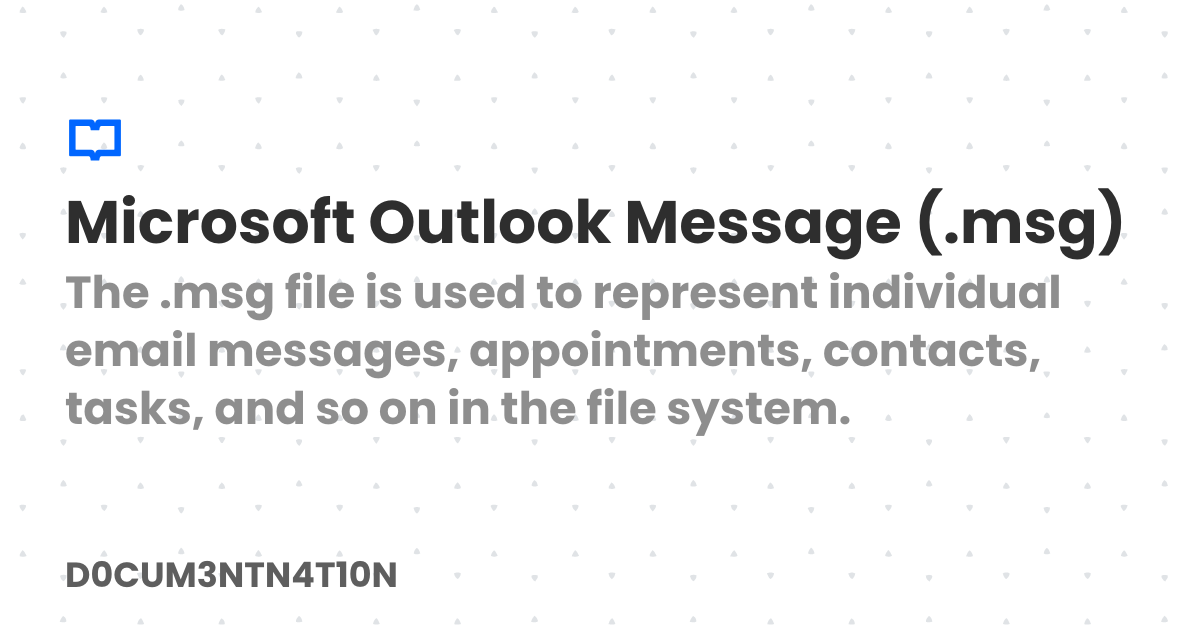 Microsoft Outlook Message (.msg)
The .msg file is used to represent individual
email messages, appointments, contacts,
tasks, and so on in the file system.
D0CUM3NTN4T10N